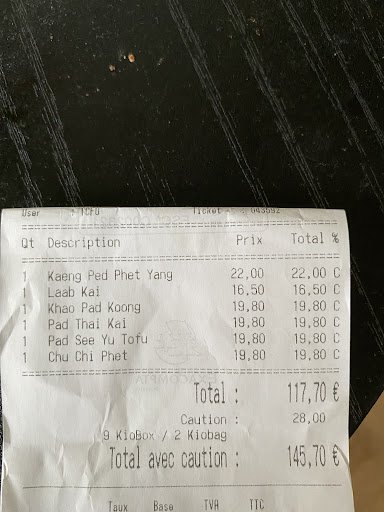 User : TCFU Ticket : 043592
Qt Description Prix Total %
1 Kaeng Ped Phet Yang 22,00 22,00 C
1 Laab Kai 16,50 16,50 C
1 Khao Pad Koong 19,80 19,80 C
1 Pad Thai Kai 19,80 19,80 C
1 Pad See Yu Tofu 19,80 19,80 C
1 Chu Chi Phet 19,80 19,80 C
Total : 117,70 €
Caution : 28,00
9 KioBox / 2 Kiobag
Total avec caution : 145,70 €
Taux Base TVA TTC